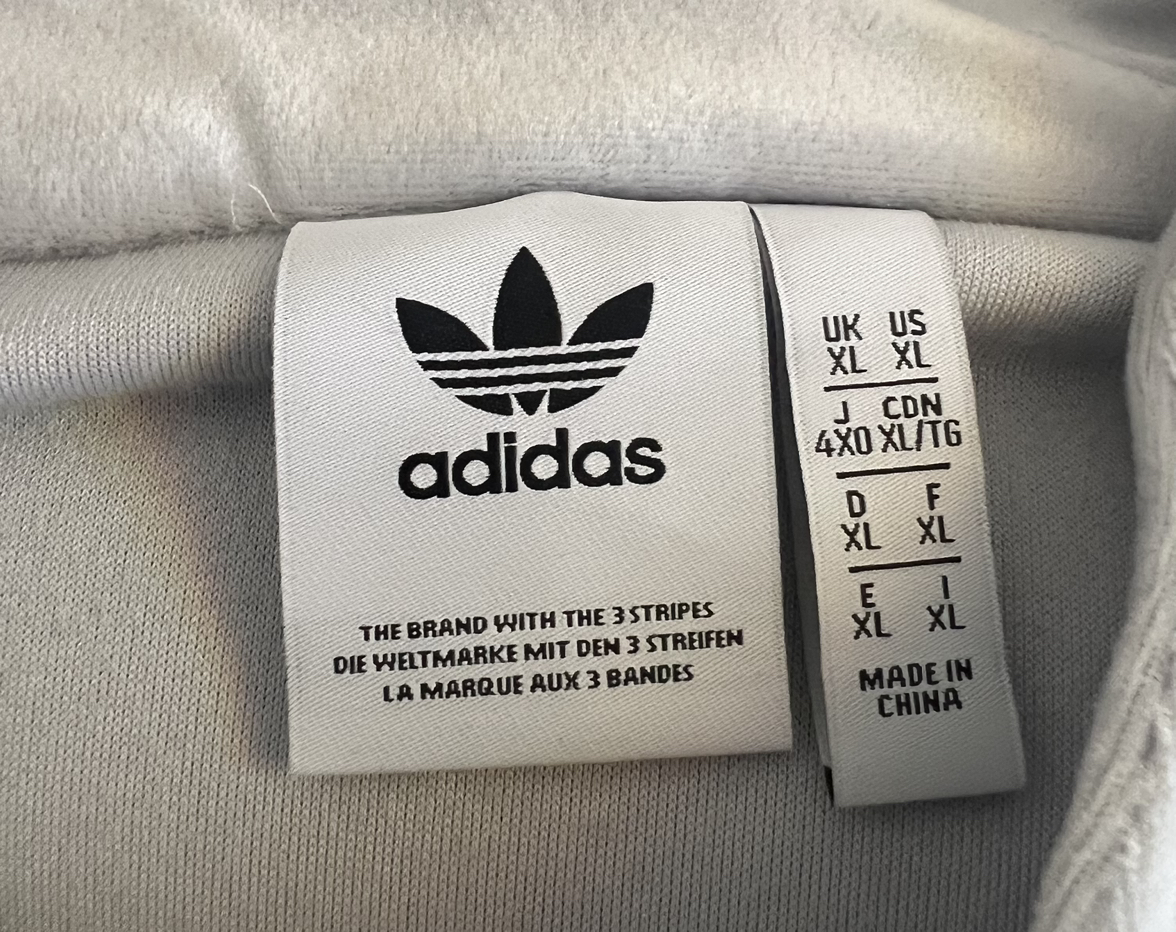 adidas
THE BRAND WITH THE 3 STRIPES
DIE WELTMARKE MIT DEN 3 STREIFEN
LA MARQUE AUX 3 BANDES
UK US
XL XL
J CDN
4XO XL/TG
D F
XL XL
E I
XL XL
MADE IN
CHINA